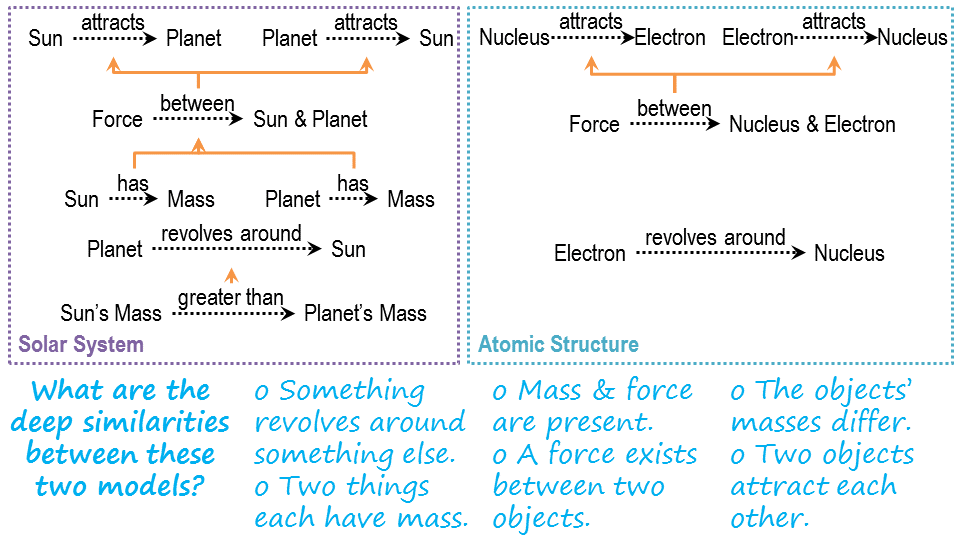 attracts attracts
Sun Planet Planet Sun
between
Force Sun & Planet
has has
Sun Mass Planet Mass
revolves around
Planet Sun
greater than
Sun's Mass Planet's Mass
Solar System
attracts attracts
Nucleus Electron Electron Nucleus
between
Force Nucleus & Electron
revolves around
Electron Nucleus
Atomic Structure
What are the
deep similarities
between these
two models?
o Something
revolves around
something else.
o Two things
each have mass.
o Mass & force
are present.
o A force exists
between two
objects.
o The objects'
masses differ.
o Two objects
attract each
other.